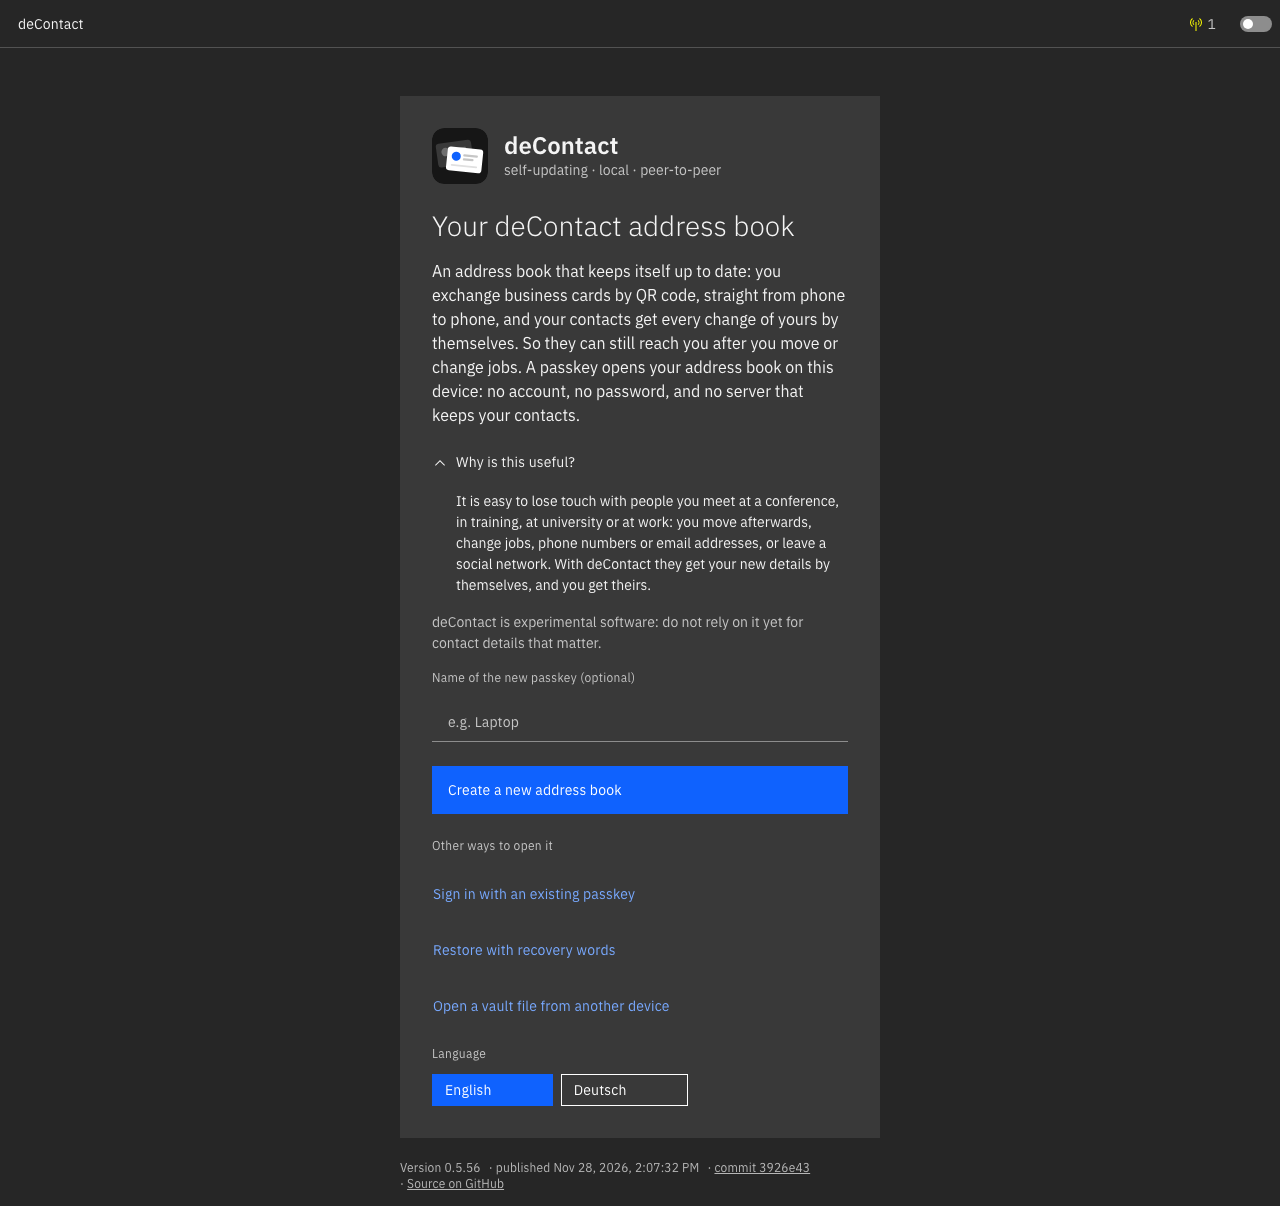 deContact
1
deContact
self-updating · local · peer-to-peer
Your deContact address book
An address book that keeps itself up to date: you
exchange business cards by QR code, straight from phone
to phone, and your contacts get every change of yours by
themselves. So they can still reach you after you move or
change jobs. A passkey opens your address book on this
device: no account, no password, and no server that
keeps your contacts.
Why is this useful?
It is easy to lose touch with people you meet at a conference,
in training, at university or at work: you move afterwards,
change jobs, phone numbers or email addresses, or leave a
social network. With deContact they get your new details by
themselves, and you get theirs.
deContact is experimental software: do not rely on it yet for
contact details that matter.
Name of the new passkey (optional)
e.g. Laptop
Create a new address book
Other ways to open it
Sign in with an existing passkey
Restore with recovery words
Open a vault file from another device
Language
English Deutsch
Version 0.5.56 · published Nov 28, 2026, 2:07:32 PM · commit 3926e43
· Source on GitHub